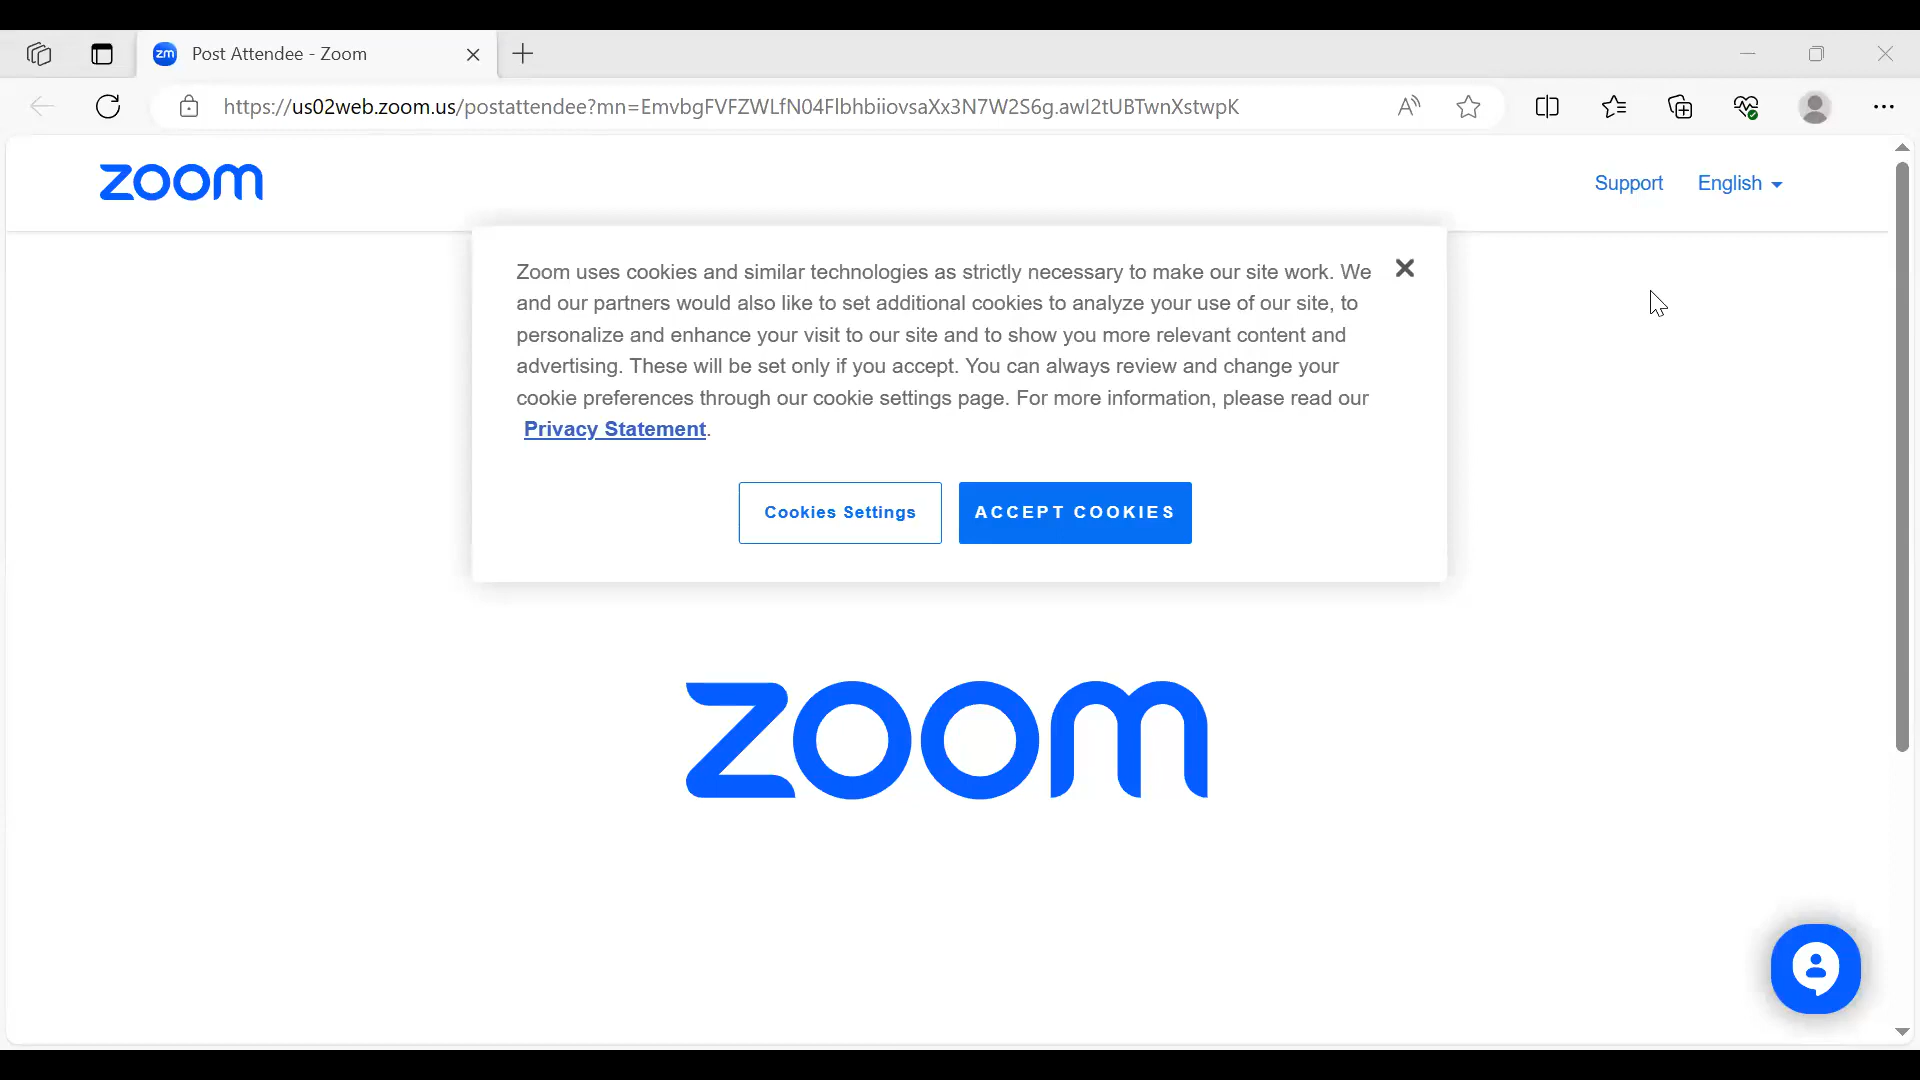 zm Post Attendee - Zoom
https://us02web.zoom.us/postattendee?mn=EmvbgFVFZWLfN04FlbhbiiovsaXx3N7W2S6g.awI2tUBTwnXstwpK
zoom
Support English
Zoom uses cookies and similar technologies as strictly necessary to make our site work. We
and our partners would also like to set additional cookies to analyze your use of our site, to
personalize and enhance your visit to our site and to show you more relevant content and
advertising. These will be set only if you accept. You can always review and change your
cookie preferences through our cookie settings page. For more information, please read our
Privacy Statement.
Cookies Settings ACCEPT COOKIES
zoom